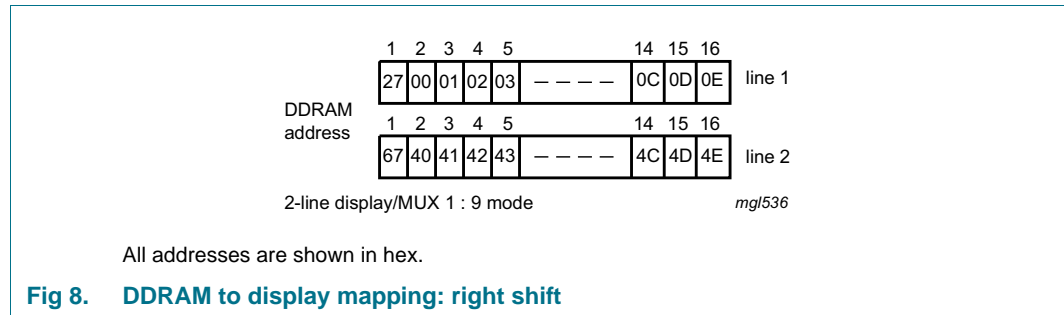 1 2 3 4 5 14 15 16
27 00 01 02 03 – – – – 0C 0D 0E line 1
DDRAM
address
1 2 3 4 5 14 15 16
67 40 41 42 43 – – – – 4C 4D 4E line 2
2-line display/MUX 1 : 9 mode mgl536
All addresses are shown in hex.
Fig 8. DDRAM to display mapping: right shift